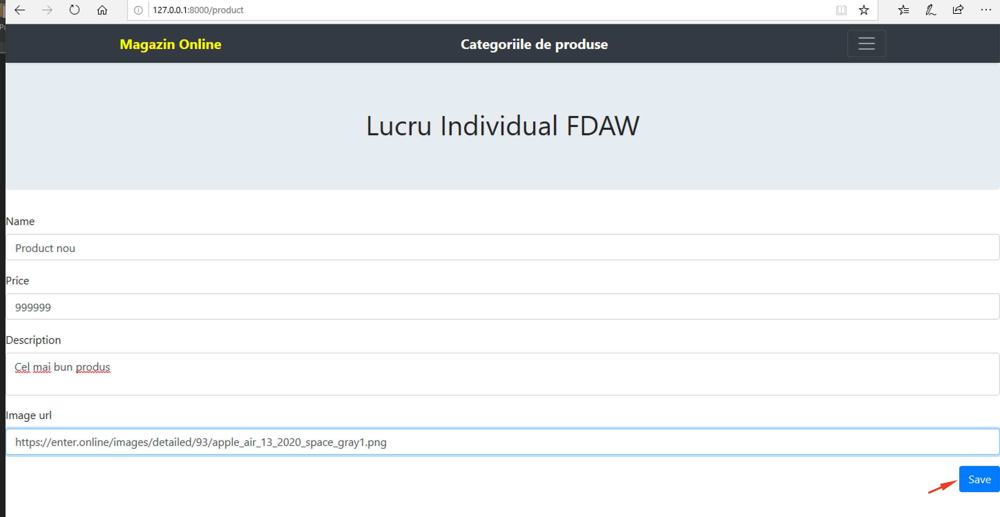 127.0.0.1:8000/product
Pa
Magazin Online
Categoriile de produse
Lucru Individual FDAW
Name
Product nou
Price
999999
Description
Cel mai bun produs
Image url
https://enter.online/images/detailed/93/apple_air_13_2020_space_gray1.png
Save